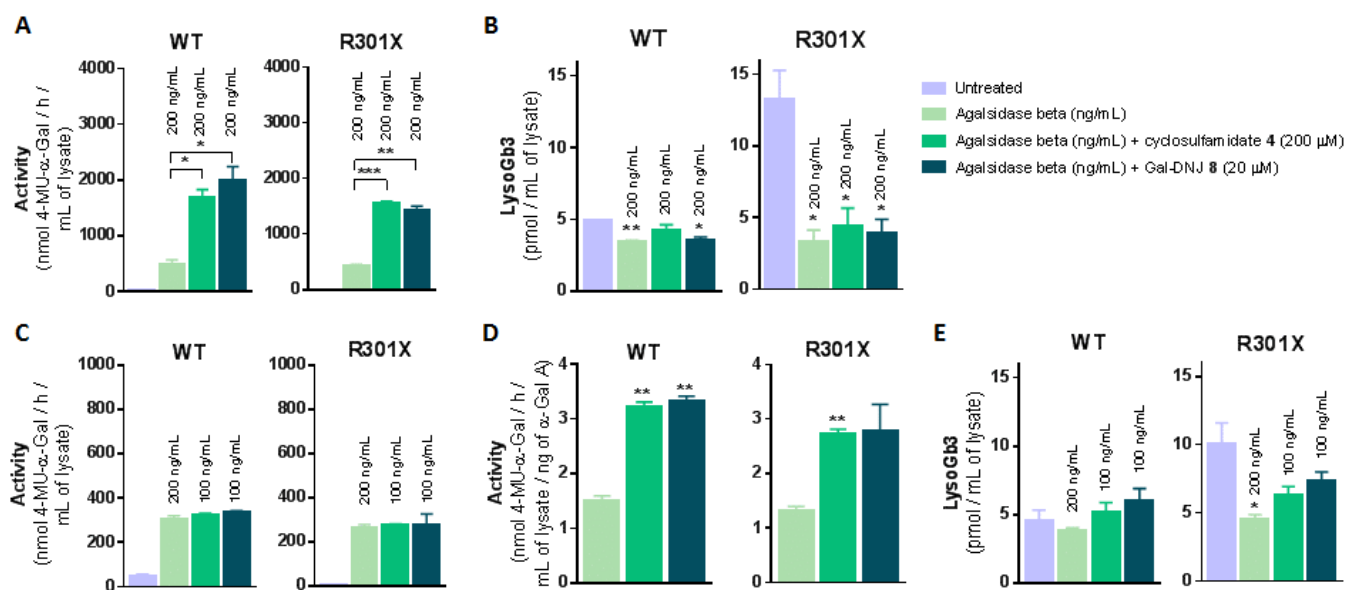 A
WT
R301X
Activity
(nmol 4-MU-α-Gal / h /
mL of lysate)
4000
3000
2000
1000
0
200 ng/mL
200 ng/mL
200 ng/mL
*
*
4000
3000
2000
1000
0
200 ng/mL
200 ng/mL
200 ng/mL
**
***
B
WT
R301X
LysoGb3
(pmol / mL of lysate)
15
10
5
0
** 200 ng/mL
200 ng/mL
* 200 ng/mL
15
10
5
0
* 200 ng/mL
* 200 ng/mL
* 200 ng/mL
Untreated
Agalsidase beta (ng/mL)
Agalsidase beta (ng/mL) + cyclosulfamidate 4 (200 μM)
Agalsidase beta (ng/mL) + Gal-DNJ 8 (20 μM)
C
WT
R301X
Activity
(nmol 4-MU-α-Gal / h /
mL of lysate)
1000
800
600
400
200
0
200 ng/mL
100 ng/mL
100 ng/mL
1000
800
600
400
200
0
200 ng/mL
100 ng/mL
100 ng/mL
D
WT
R301X
Activity
(nmol 4-MU-α-Gal / h /
mL of lysate / ng of α-Gal A)
4
3
2
1
0
**
**
4
3
2
1
0
**
E
WT
R301X
LysoGb3
(pmol / mL of lysate)
15
10
5
0
200 ng/mL
100 ng/mL
100 ng/mL
15
10
5
0
* 200 ng/mL
100 ng/mL
100 ng/mL